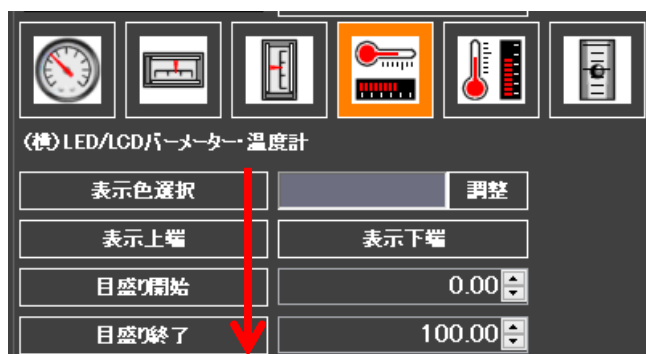 (横)LED/LCDバーメーター・温度計
表示色選択 調整
表示上端 表示下端
目盛り開始 0.00
目盛り終了 100.00